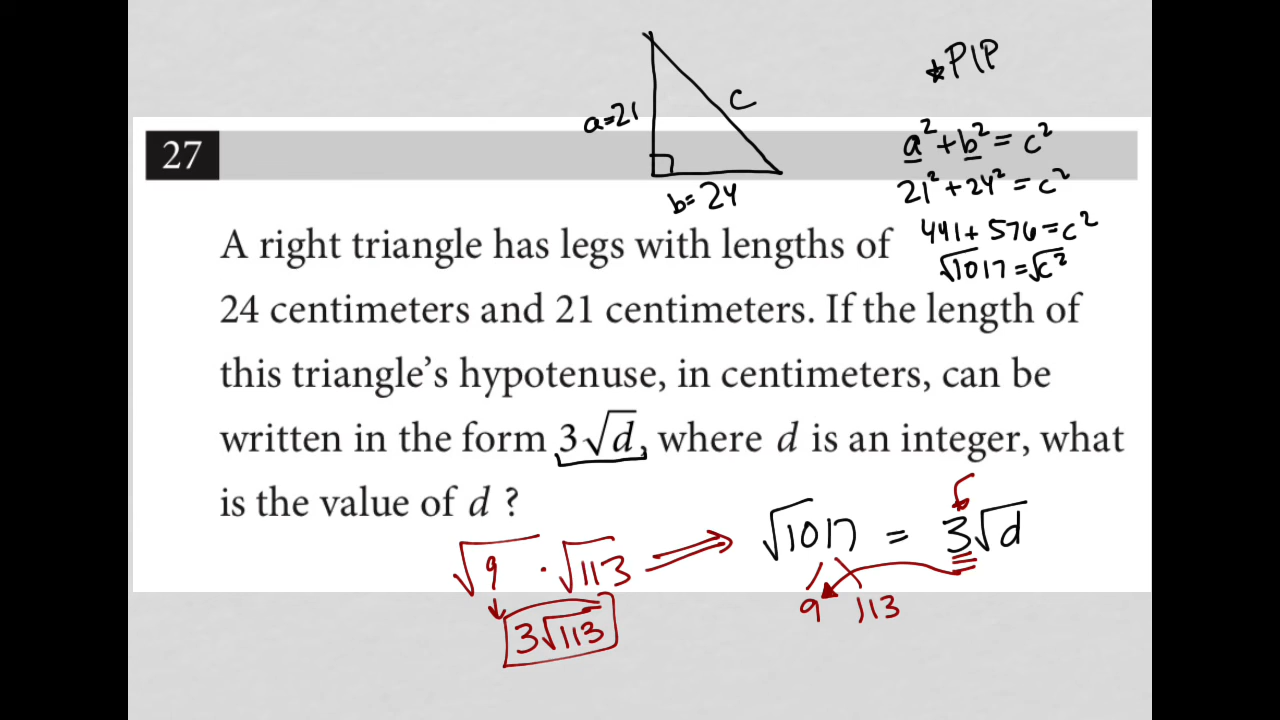 *PIP
a=21
c
b=24
a²+b²=c²
21²+24²=c²
441+576=c²
√1017=√c²
27
A right triangle has legs with lengths of
24 centimeters and 21 centimeters. If the length of
this triangle’s hypotenuse, in centimeters, can be
written in the form 3√d, where d is an integer, what
is the value of d ?
√9 · √113 ⟹ √1017 = 3√d
9 113
3√113